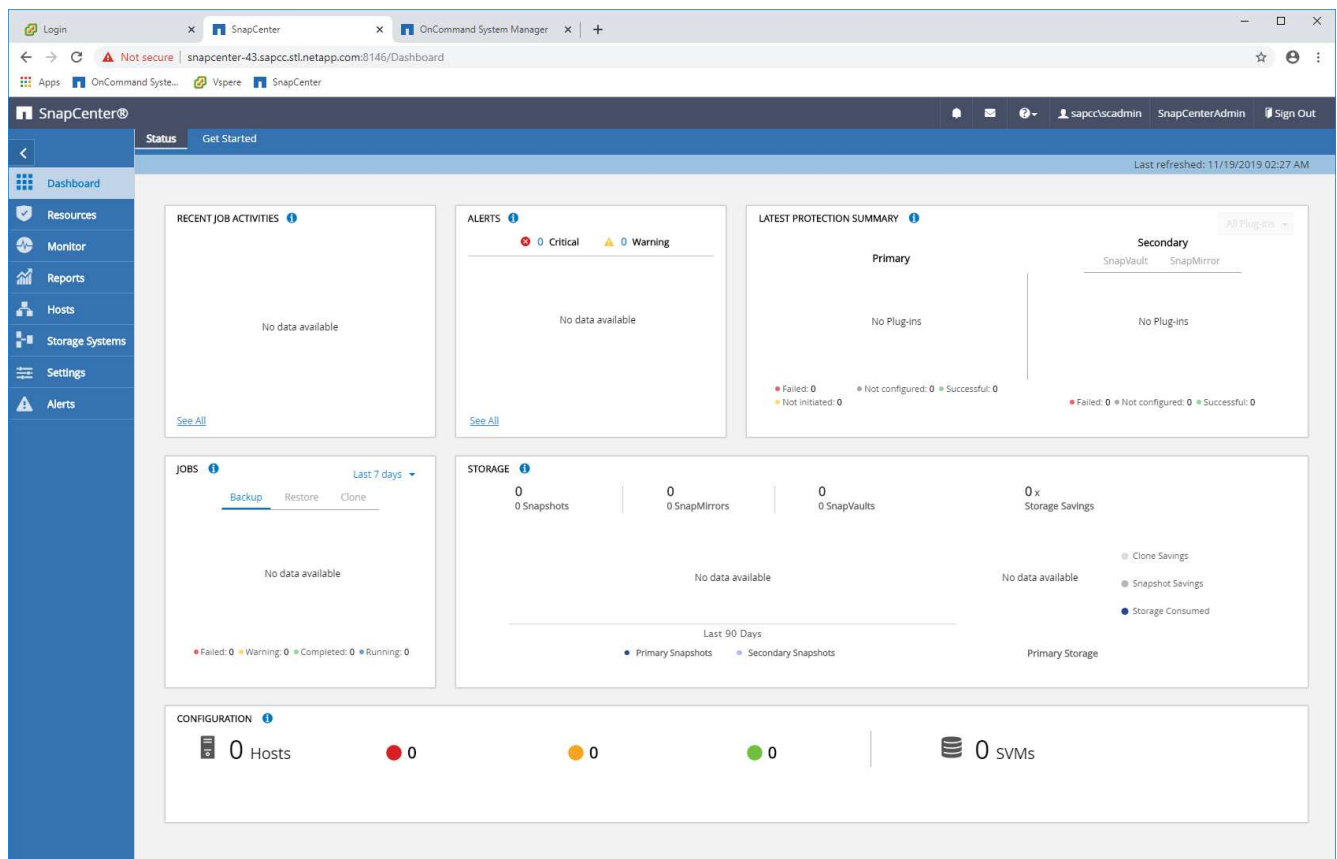 Login
SnapCenter
OnCommand System Manager
Not secure | snapcenter-43.sapcc.stl.netapp.com:8146/Dashboard
Apps OnCommand Syste... Vspere SnapCenter
SnapCenter®
sapcc\scadmin SnapCenterAdmin Sign Out
Status Get Started
Last refreshed: 11/19/2019 02:27 AM
Dashboard
Resources
Monitor
Reports
Hosts
Storage Systems
Settings
Alerts
RECENT JOB ACTIVITIES
No data available
See All
ALERTS
0 Critical 0 Warning
No data available
See All
LATEST PROTECTION SUMMARY
All Plug-ins
Primary
No Plug-ins
Failed: 0 Not configured: 0 Successful: 0
Not initiated: 0
Secondary
SnapVault SnapMirror
No Plug-ins
Failed: 0 Not configured: 0 Successful: 0
JOBS
Last 7 days
Backup Restore Clone
No data available
Failed: 0 Warning: 0 Completed: 0 Running: 0
STORAGE
0 0 0 0 x
0 Snapshots 0 SnapMirrors 0 SnapVaults Storage Savings
No data available
Last 90 Days
Primary Snapshots Secondary Snapshots
No data available
Clone Savings
Snapshot Savings
Storage Consumed
Primary Storage
CONFIGURATION
0 Hosts 0 0 0 0 SVMs